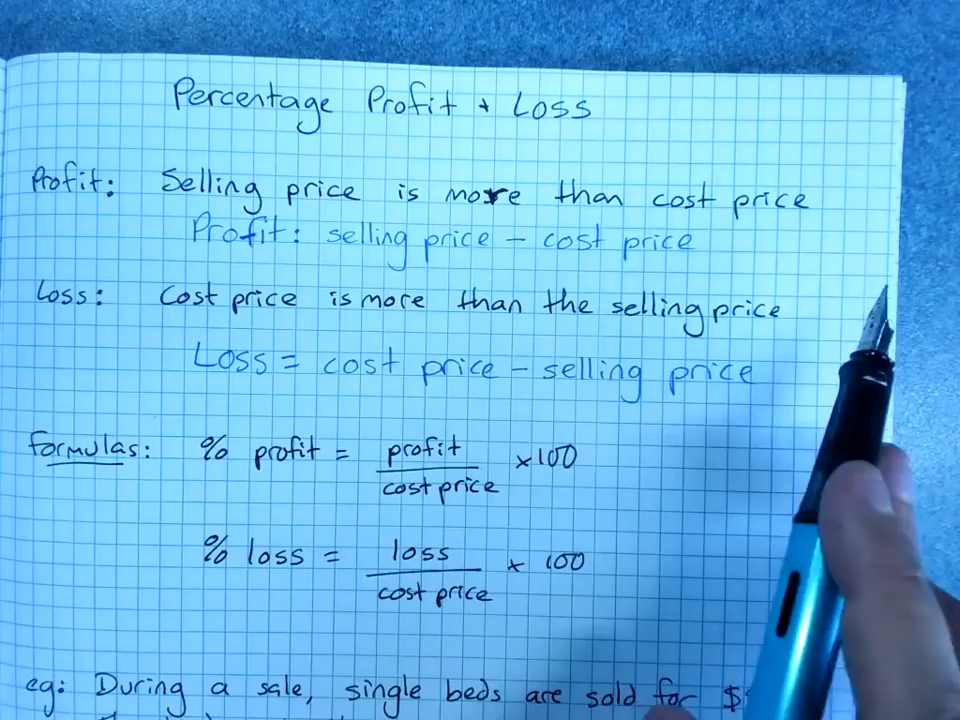 Percentage Profit + Loss
Profit: Selling price is more than cost price
Profit: selling price - cost price
Loss: Cost price is more than the selling price
Loss = cost price - selling price
formulas: % profit = profit/cost price ×100
% loss = loss/cost price × 100
eg: During a sale, single beds are sold for $